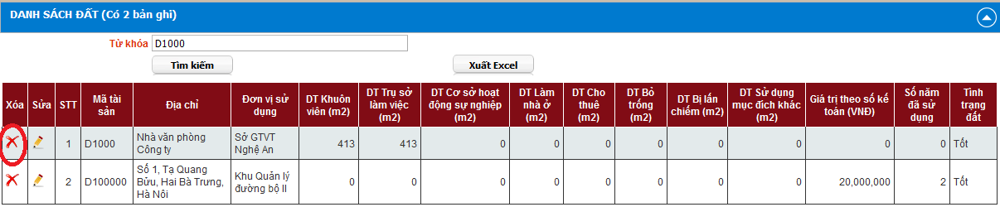 DANH SÁCH ĐẤT (Có 2 bản ghi)
Từ khóa D1000
Tìm kiếm Xuất Excel
Xóa Sửa STT Mã tài sản Địa chỉ Đơn vị sử dụng DT Khuôn viên (m2) DT Trụ sở làm việc (m2) DT Cơ sở hoạt động sự nghiệp (m2) DT Làm nhà ở (m2) DT Cho thuê (m2) DT Bỏ trống (m2) DT Bị lấn chiếm (m2) DT Sử dụng mục đích khác (m2) Giá trị theo sổ kế toán (VNĐ) Số năm đã sử dụng Tình trạng đất
1 D1000 Nhà văn phòng Công ty Sở GTVT Nghệ An 413 413 0 0 0 0 0 0 0 0 Tốt
2 D100000 Số 1, Tạ Quang Bửu, Hai Bà Trưng, Hà Nội Khu Quản lý đường bộ II 0 0 0 0 0 0 0 0 20,000,000 2 Tốt